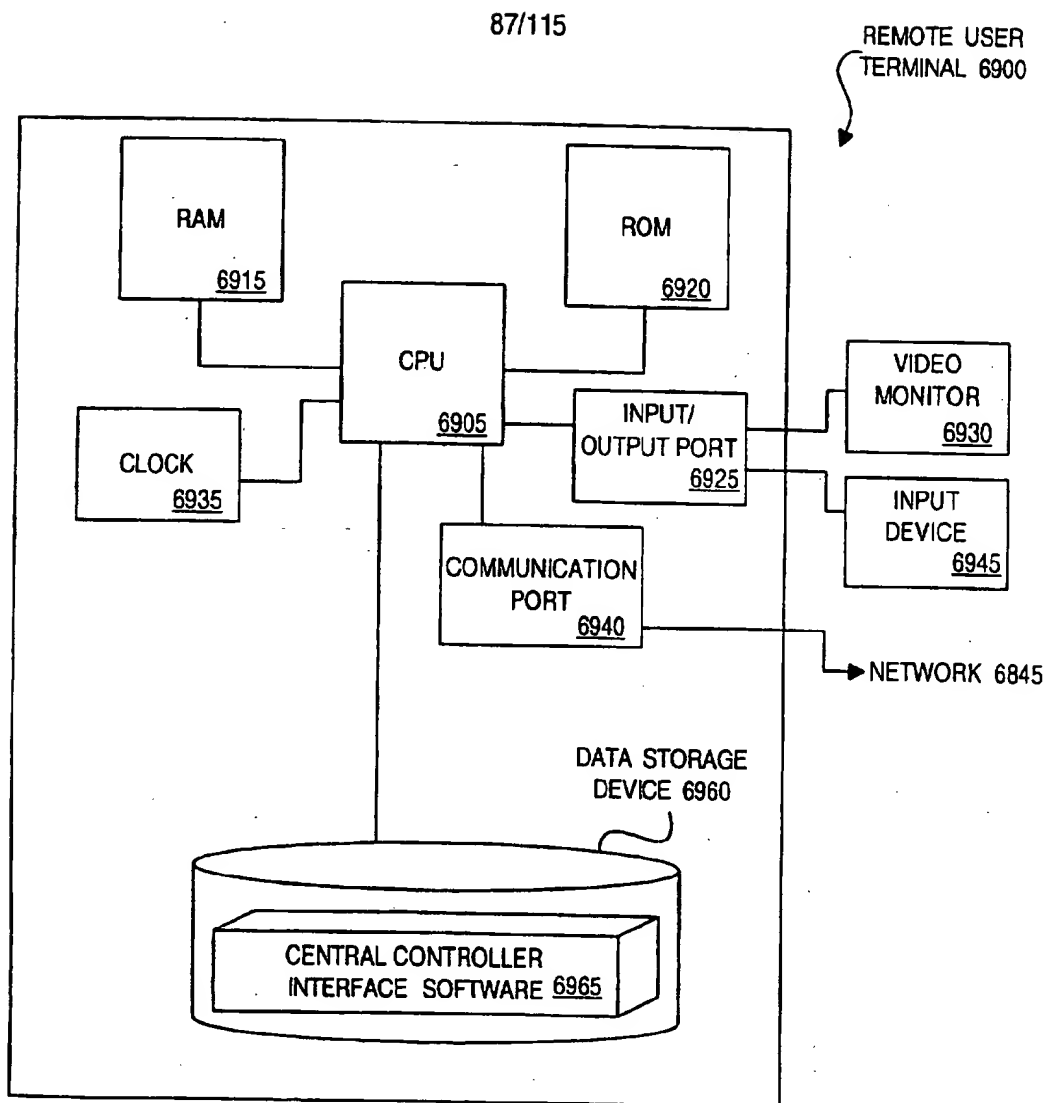 87/115
REMOTE USER
TERMINAL 6900
RAM
6915
ROM
6920
CPU
6905
CLOCK
6935
INPUT/
OUTPUT PORT
6925
VIDEO
MONITOR
6930
INPUT
DEVICE
6945
COMMUNICATION
PORT
6940
NETWORK 6845
DATA STORAGE
DEVICE 6960
CENTRAL CONTROLLER
INTERFACE SOFTWARE 6965